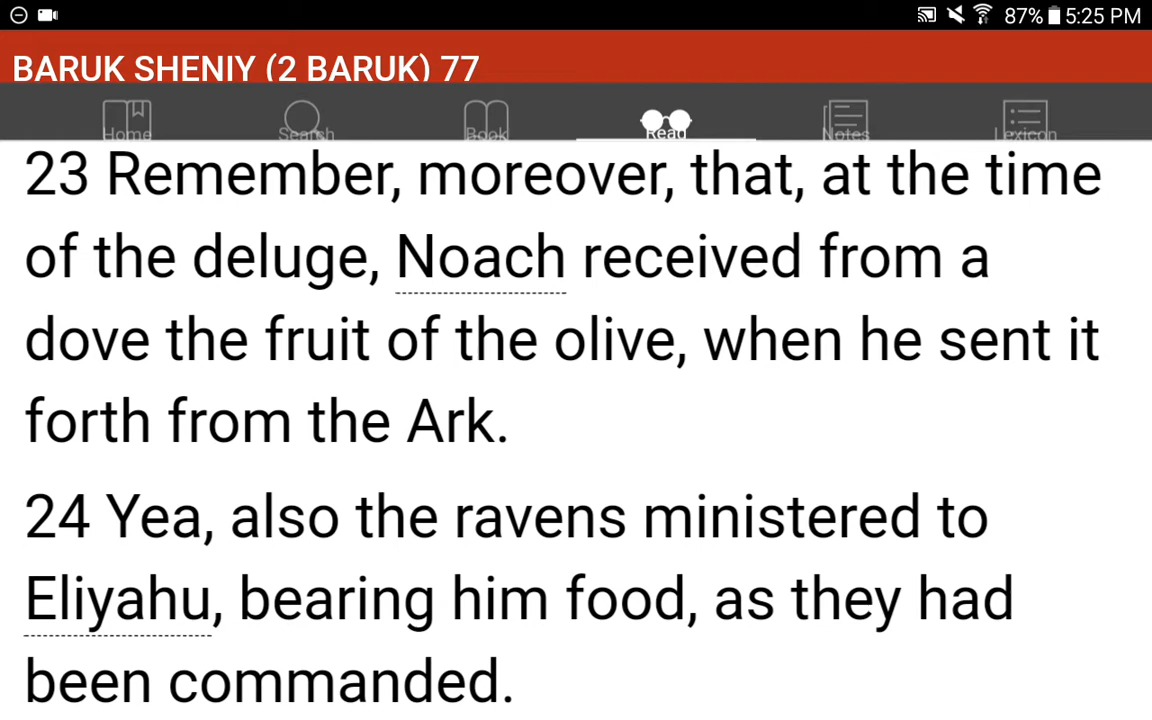 87% 5:25 PM
BARUK SHENIY (2 BARUK) 77
Home Search Book Read Notes Lexicon
23 Remember, moreover, that, at the time
of the deluge, Noach received from a
dove the fruit of the olive, when he sent it
forth from the Ark.
24 Yea, also the ravens ministered to
Eliyahu, bearing him food, as they had
been commanded.